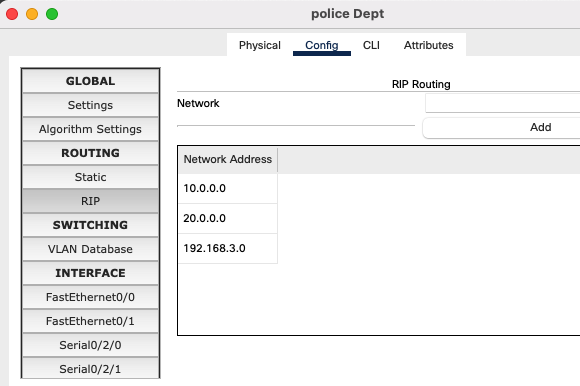 police Dept
Physical Config CLI Attributes
GLOBAL
Settings
Algorithm Settings
ROUTING
Static
RIP
SWITCHING
VLAN Database
INTERFACE
FastEthernet0/0
FastEthernet0/1
Serial0/2/0
Serial0/2/1
RIP Routing
Network
Add
Network Address
10.0.0.0
20.0.0.0
192.168.3.0